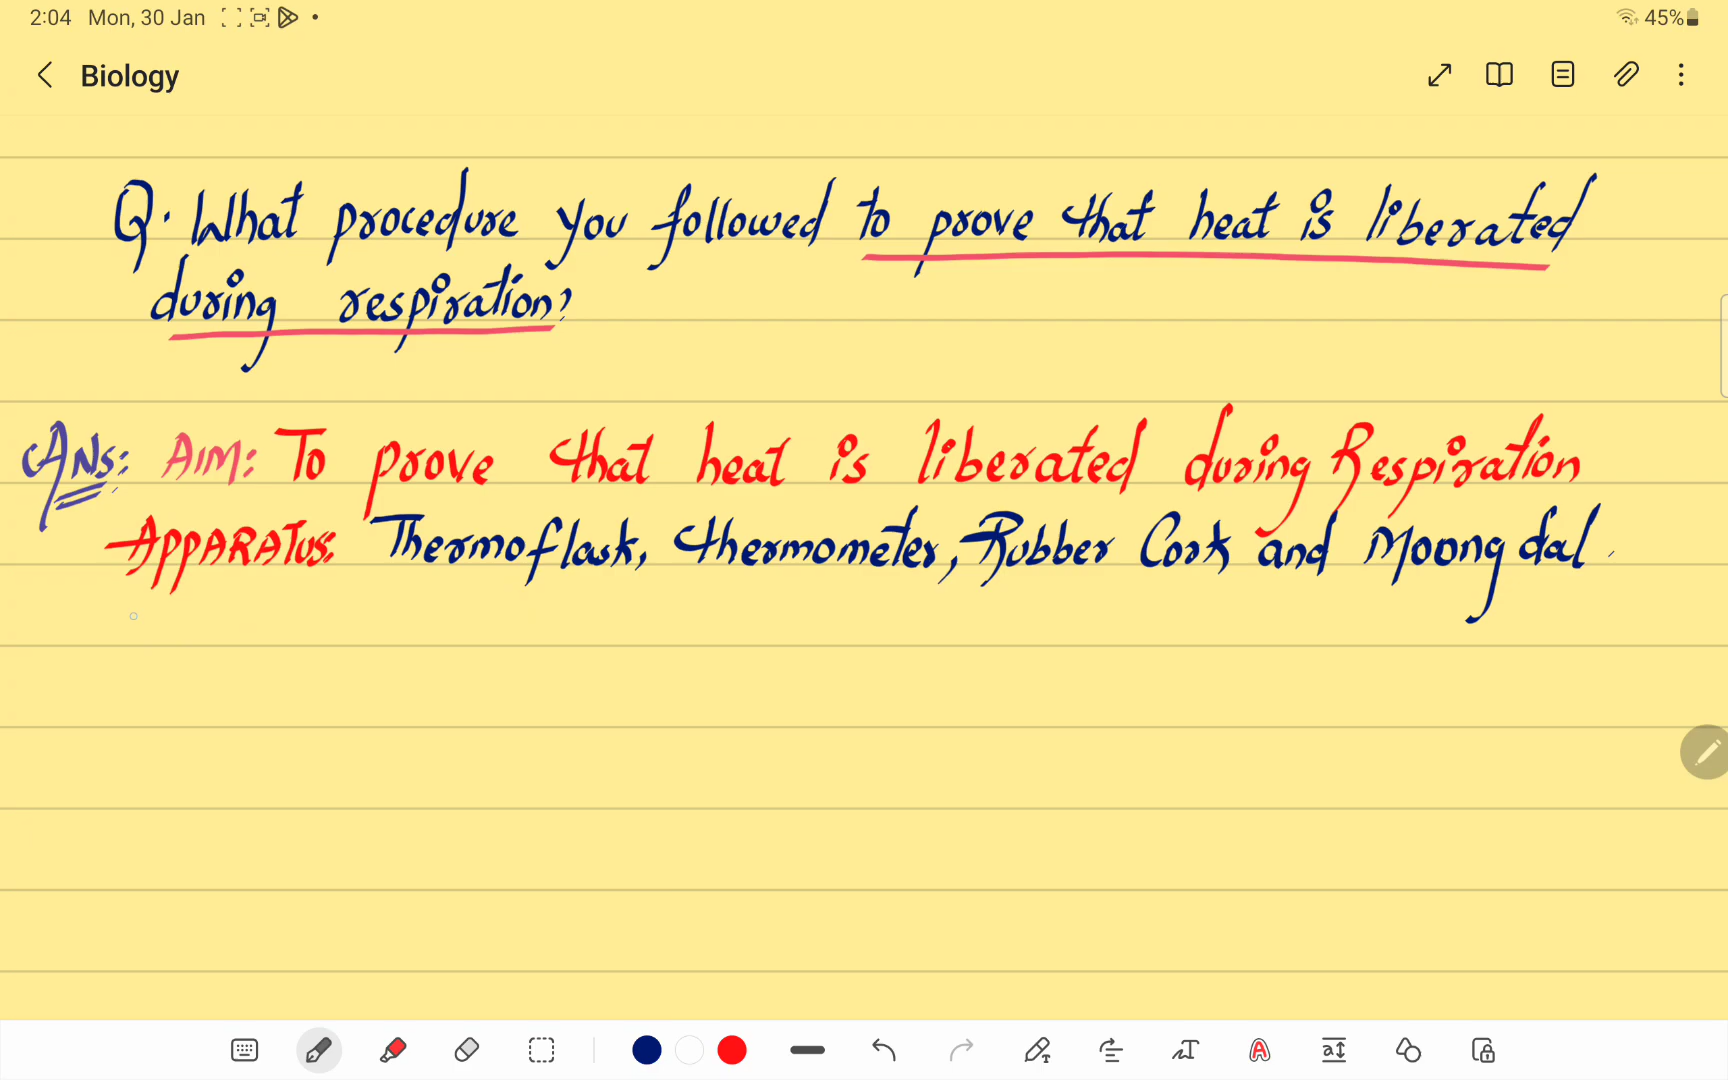 2:04 Mon, 30 Jan 45%
Biology
Q. What procedure you followed to prove that heat is liberated
during respiration?
Ans: AIM: To prove that heat is liberated during Respiration
APPARATUS: Thermoflask, thermometer, Rubber Cork and Moong dal.